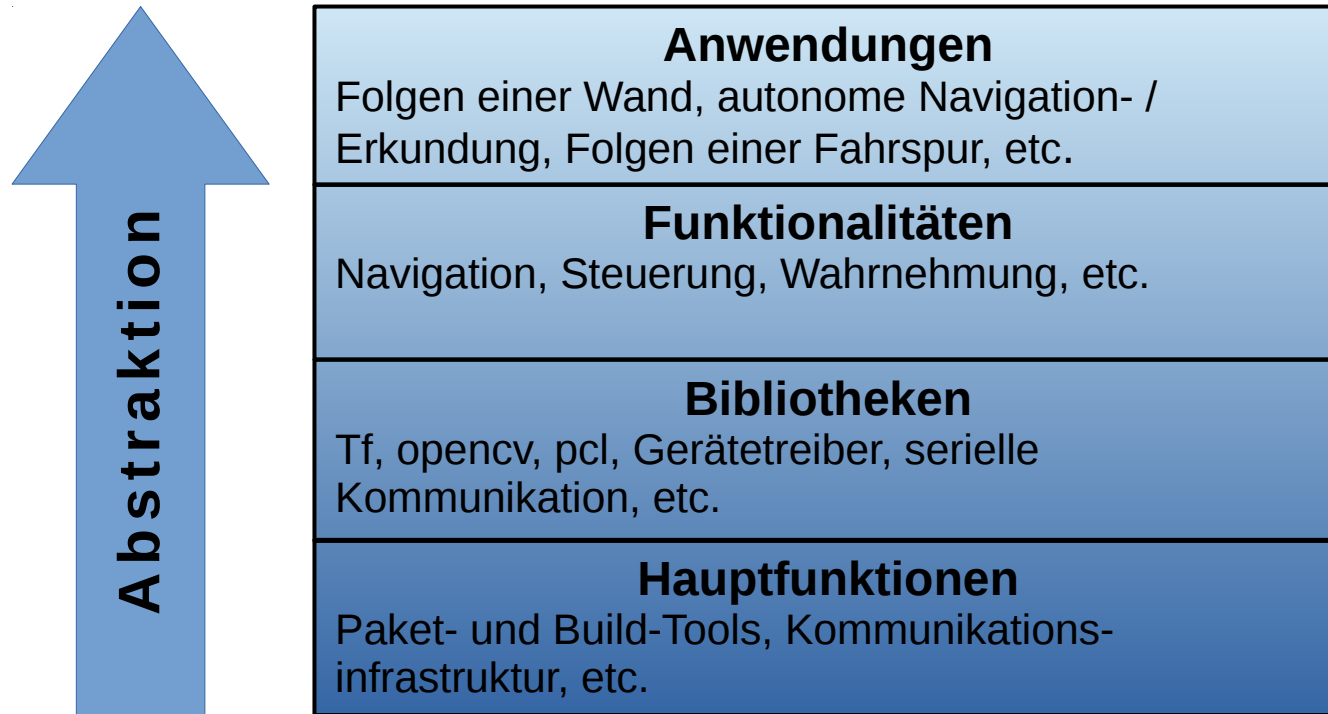 Abstraktion
Anwendungen
Folgen einer Wand, autonome Navigation- /
Erkundung, Folgen einer Fahrspur, etc.
Funktionalitäten
Navigation, Steuerung, Wahrnehmung, etc.
Bibliotheken
Tf, opencv, pcl, Gerätetreiber, serielle
Kommunikation, etc.
Hauptfunktionen
Paket- und Build-Tools, Kommunikations-
infrastruktur, etc.